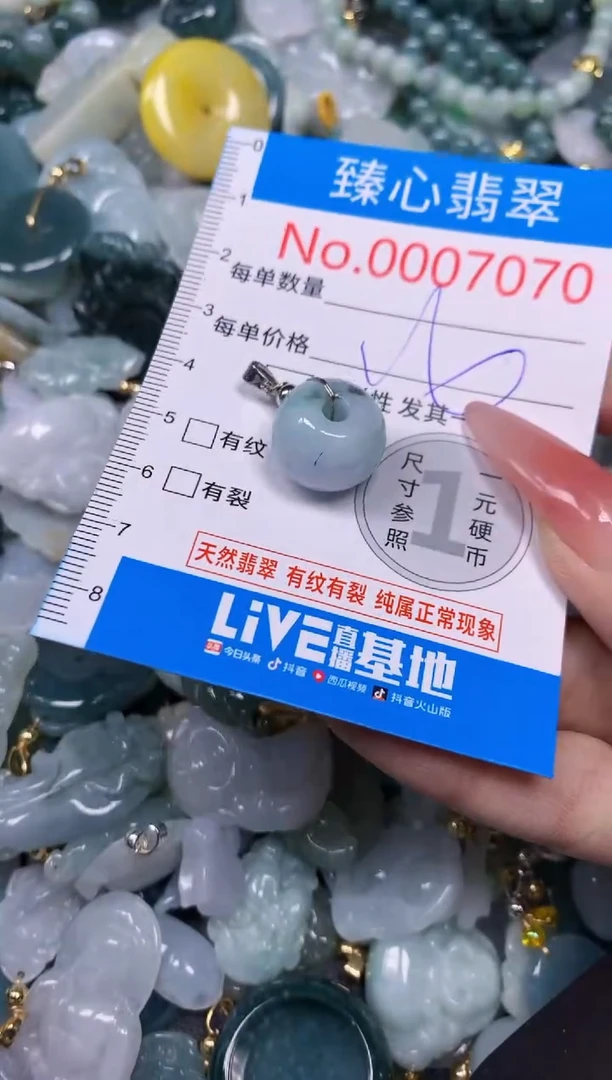 臻心翡翠
No.0007070
每单数量
每单价格
性 发其
有纹
有裂
尺寸参照
1
一元硬币
天然翡翠 有纹有裂 纯属正常现象
LiVE直播基地
头条 今日头条 抖音 西瓜视频 抖音火山版
0
1
2
3
4
5
6
7
8